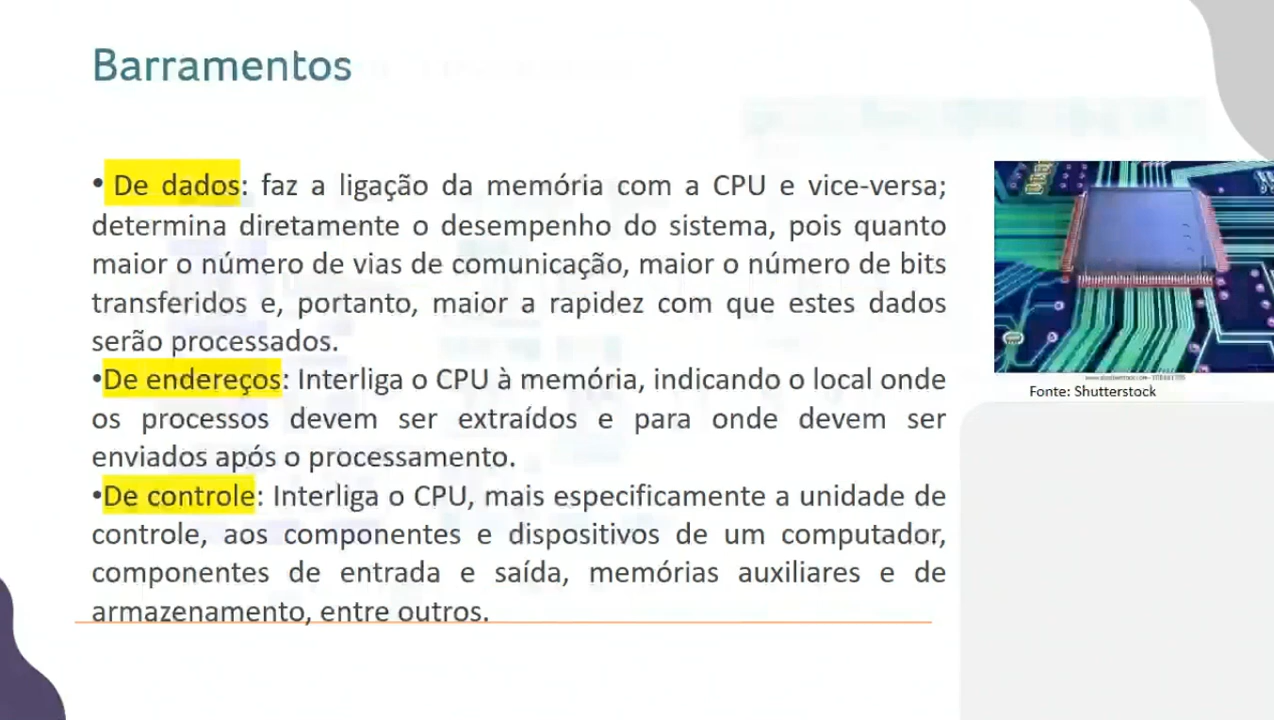 Barramentos
• De dados: faz a ligação da memória com a CPU e vice-versa;
determina diretamente o desempenho do sistema, pois quanto
maior o número de vias de comunicação, maior o número de bits
transferidos e, portanto, maior a rapidez com que estes dados
serão processados.
•De endereços: Interliga o CPU à memória, indicando o local onde
os processos devem ser extraídos e para onde devem ser
enviados após o processamento.
•De controle: Interliga o CPU, mais especificamente a unidade de
controle, aos componentes e dispositivos de um computador,
componentes de entrada e saída, memórias auxiliares e de
armazenamento, entre outros.
Fonte: Shutterstock